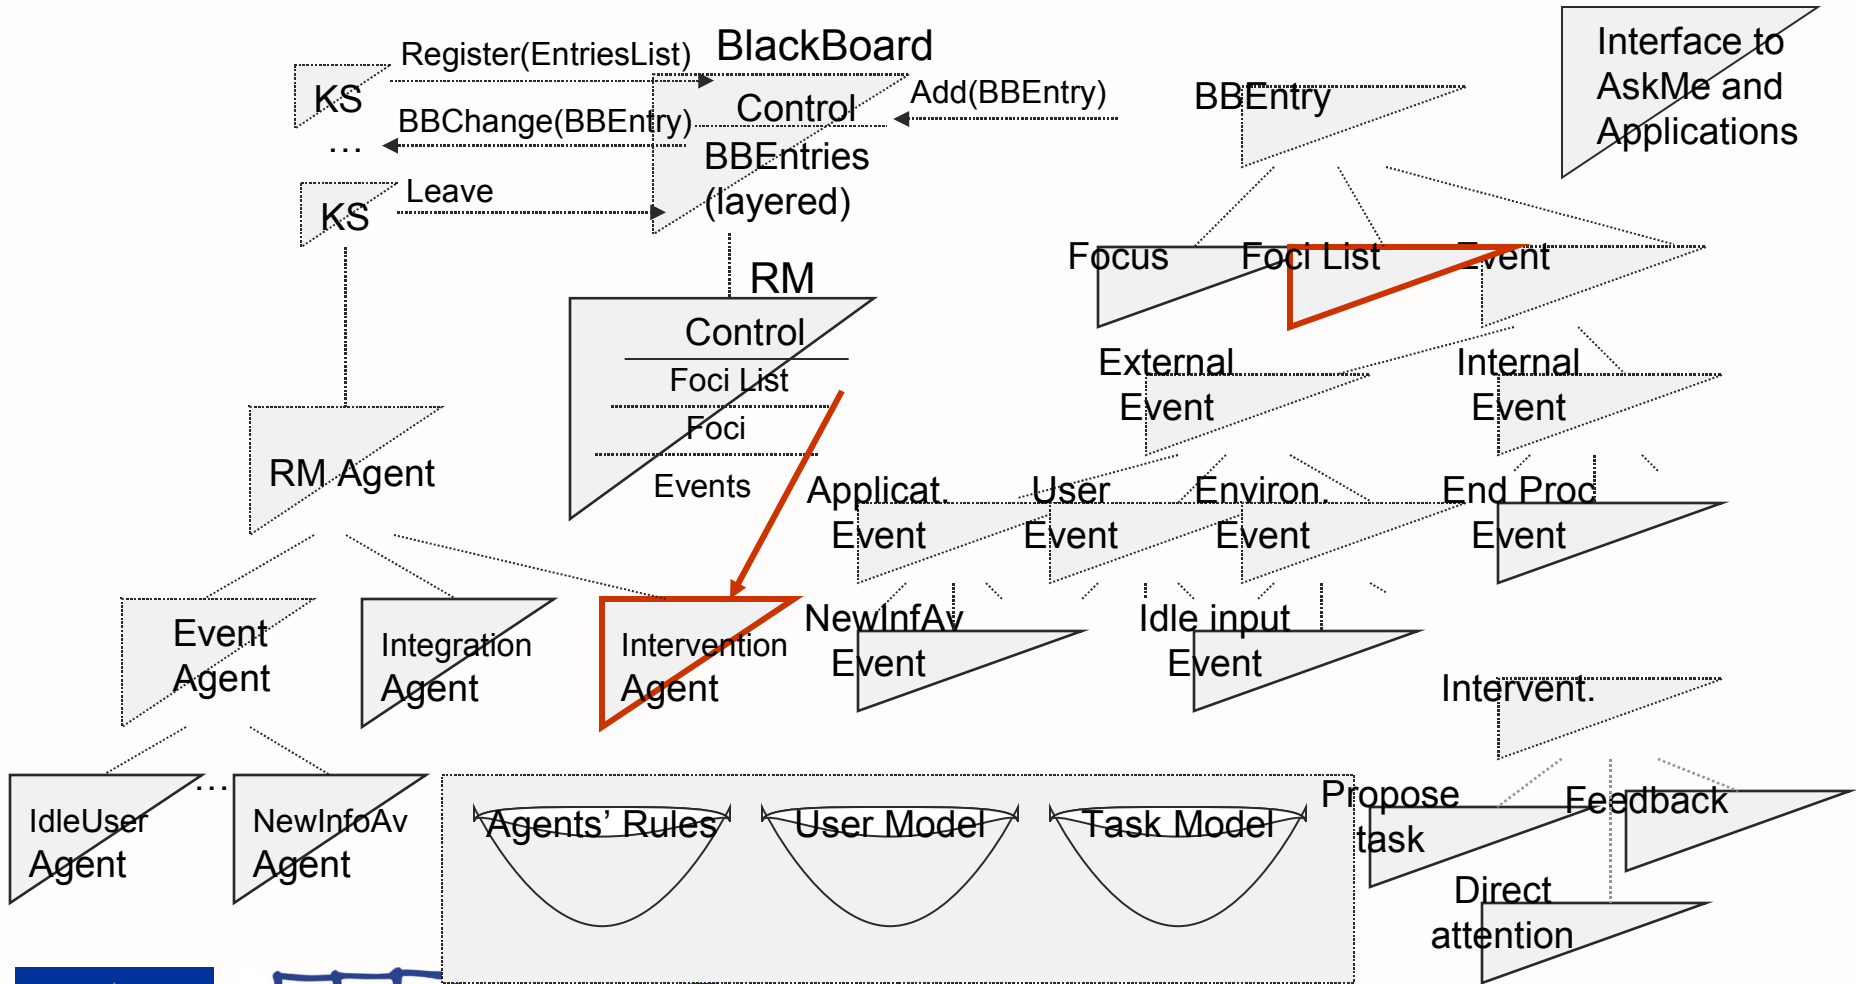 BlackBoard
Register(EntriesList)
KS
Control
Add(BBEntry)
BBChange(BBEntry)
…
BBEntries
(layered)
Leave
KS
BBEntry
Interface to
AskMe and
Applications
RM
Control
Foci List
Foci
Events
Focus
Foci List
Event
External
Event
Internal
Event
RM Agent
Applicat.
Event
User
Event
Environ.
Event
End Proc
Event
Event
Agent
Integration
Agent
Intervention
Agent
NewInfAv
Event
Idle input
Event
Intervent.
IdleUser
Agent
…
NewInfoAv
Agent
Agents’ Rules
User Model
Task Model
Propose
task
Feedback
Direct
attention